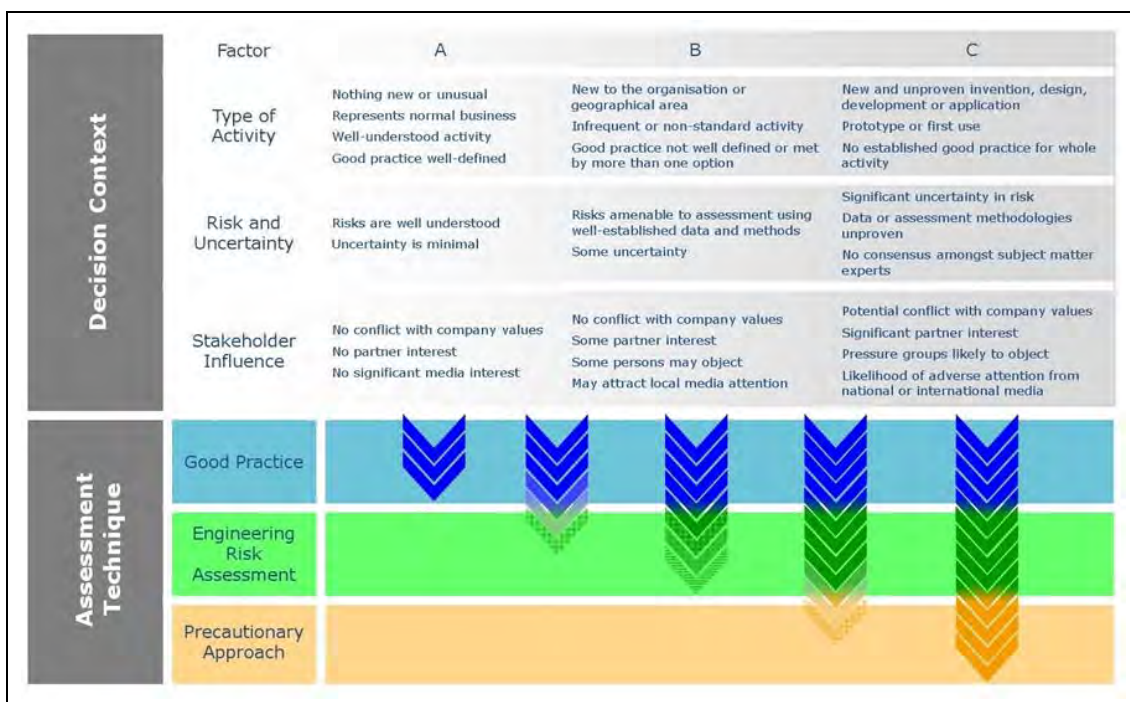 Decision Context
Factor
A
B
C
Type of
Activity
Nothing new or unusual
Represents normal business
Well-understood activity
Good practice well-defined
New to the organisation or
geographical area
Infrequent or non-standard activity
Good practice not well defined or met
by more than one option
New and unproven invention, design,
development or application
Prototype or first use
No established good practice for whole
activity
Risk and
Uncertainty
Risks are well understood
Uncertainty is minimal
Risks amenable to assessment using
well-established data and methods
Some uncertainty
Significant uncertainty in risk
Data or assessment methodologies
unproven
No consensus amongst subject matter
experts
Stakeholder
Influence
No conflict with company values
No partner interest
No significant media interest
No conflict with company values
Some partner interest
Some persons may object
May attract local media attention
Potential conflict with company values
Significant partner interest
Pressure groups likely to object
Likelihood of adverse attention from
national or international media
Assessment
Technique
Good Practice
Engineering
Risk
Assessment
Precautionary
Approach